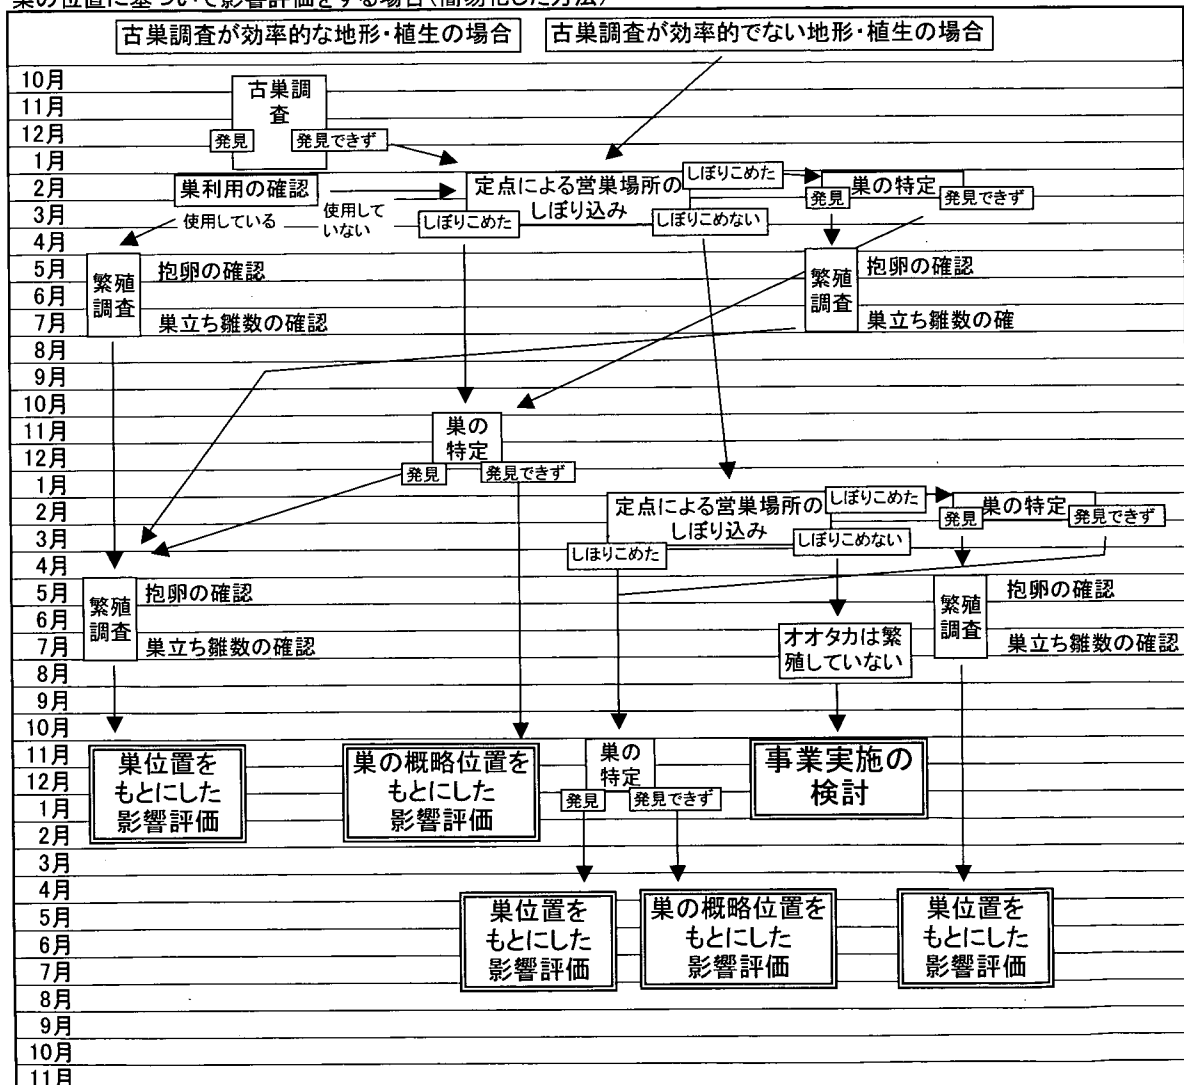 巣の位置に基づいて影響評価をする場合(簡易化した方法)
古巣調査が効率的な地形・植生の場合
古巣調査が効率的でない地形・植生の場合
10月
11月
12月
1月
2月
3月
4月
5月
6月
7月
8月
9月
10月
11月
12月
1月
2月
3月
4月
5月
6月
7月
8月
9月
10月
11月
12月
1月
2月
3月
4月
5月
6月
7月
8月
9月
10月
11月
古巣調
査
発見
発見できず
巣利用の確認
使用している
使用して
いない
定点による営巣場所の
しぼり込み
しぼりこめた
しぼりこめた
しぼりこめない
巣の特定
発見
発見できず
繁殖
調査
抱卵の確認
巣立ち雛数の確認
繁殖
調査
抱卵の確認
巣立ち雛数の確
巣の
特定
発見
発見できず
定点による営巣場所の
しぼり込み
しぼりこめた
しぼりこめた
しぼりこめない
巣の特定
発見
発見できず
繁殖
調査
抱卵の確認
巣立ち雛数の確認
オオタカは繁
殖していない
繁殖
調査
抱卵の確認
巣立ち雛数の確認
巣位置を
もとにした
影響評価
巣の概略位置を
もとにした
影響評価
巣の
特定
発見
発見できず
事業実施の
検討
巣位置を
もとにした
影響評価
巣の概略位置を
もとにした
影響評価
巣位置を
もとにした
影響評価